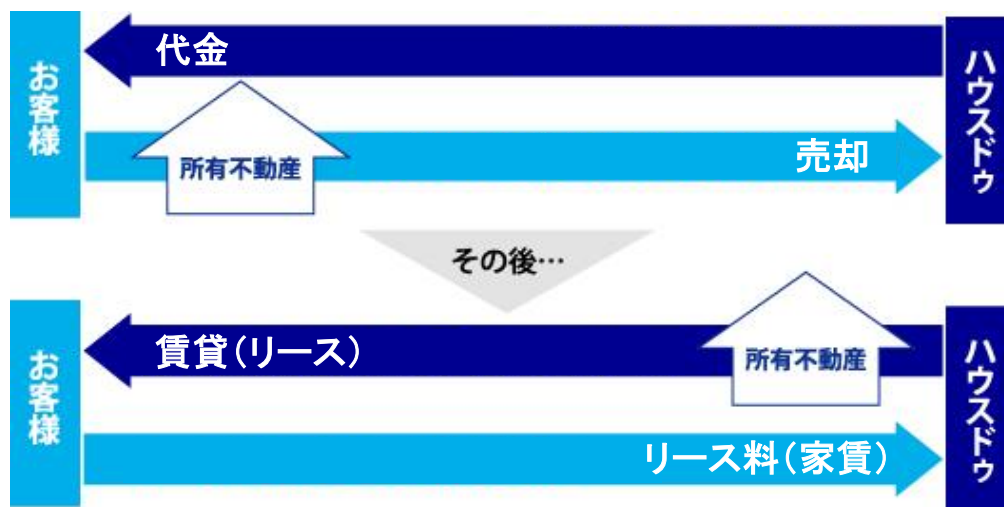 お客様
代金
ハウスドゥ
所有不動産
売却
その後…
お客様
賃貸(リース)
所有不動産
ハウスドゥ
リース料(家賃)